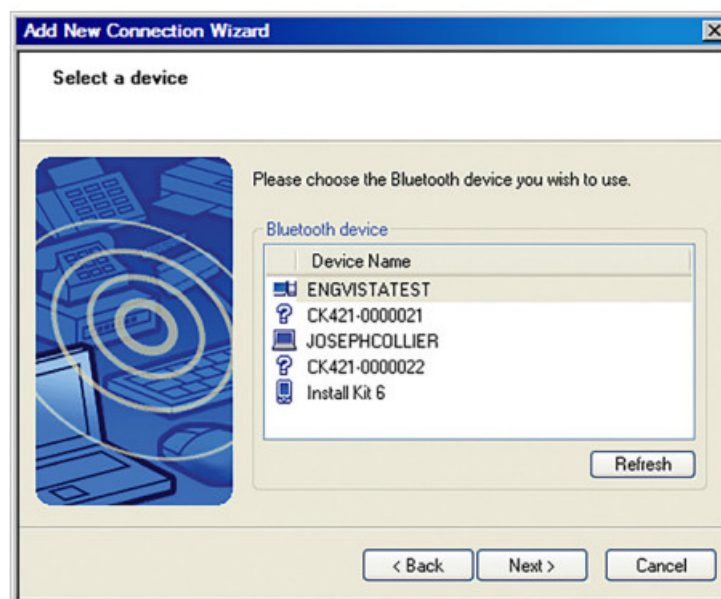 Add New Connection Wizard
Select a device
Please choose the Bluetooth device you wish to use.
Bluetooth device
Device Name
ENGVISTATEST
CK421-0000021
JOSEPHCOLLIER
CK421-0000022
Install Kit 6
Refresh
< Back Next > Cancel